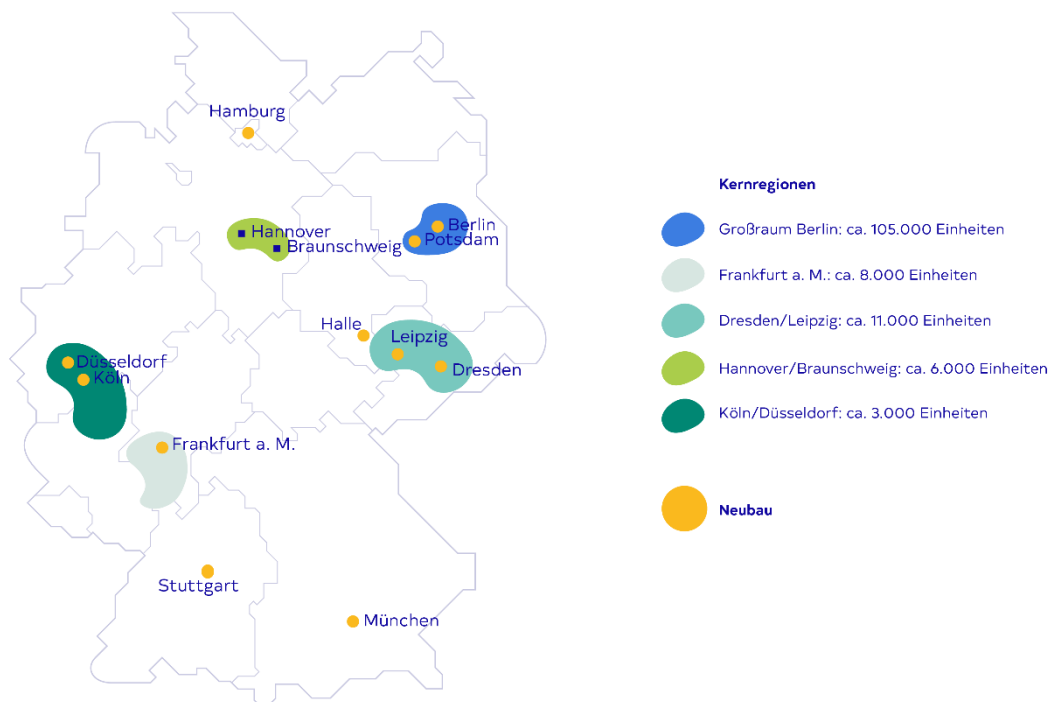 Hamburg
Hannover
Braunschweig
Berlin
Potsdam
Halle
Leipzig
Dresden
Düsseldorf
Köln
Frankfurt a. M.
Stuttgart
München
Kernregionen
Großraum Berlin: ca. 105.000 Einheiten
Frankfurt a. M.: ca. 8.000 Einheiten
Dresden/Leipzig: ca. 11.000 Einheiten
Hannover/Braunschweig: ca. 6.000 Einheiten
Köln/Düsseldorf: ca. 3.000 Einheiten
Neubau